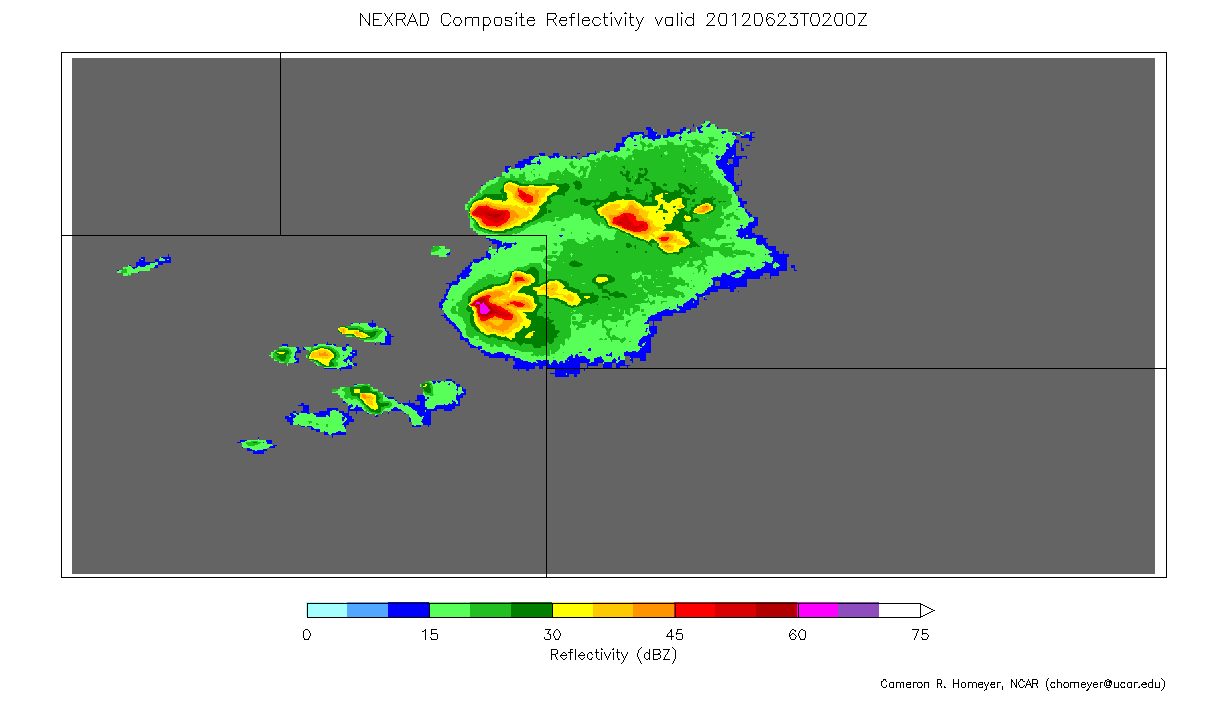 NEXRAD Composite Reflectivity valid 20120623T0200Z
0 15 30 45 60 75
Reflectivity (dBZ)
Cameron R. Homeyer, NCAR (chomeyer@ucar.edu)